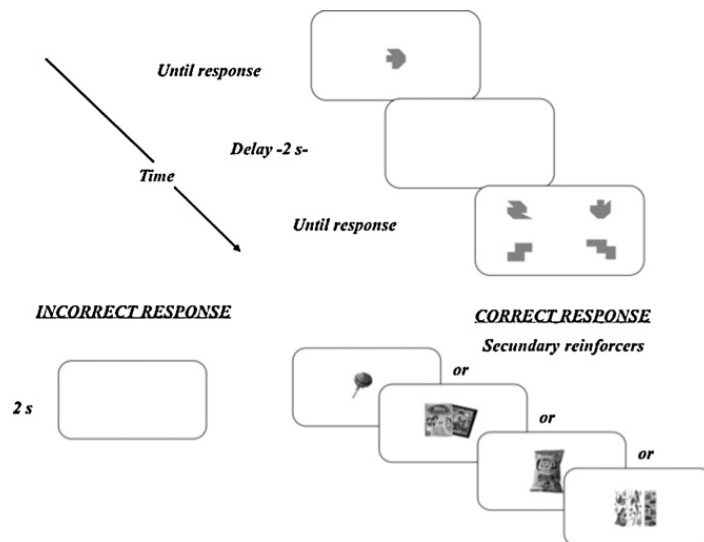 Until response
Delay -2 s-
Time
Until response
INCORRECT RESPONSE
CORRECT RESPONSE
Secundary reinforcers
or
2 s
or
or